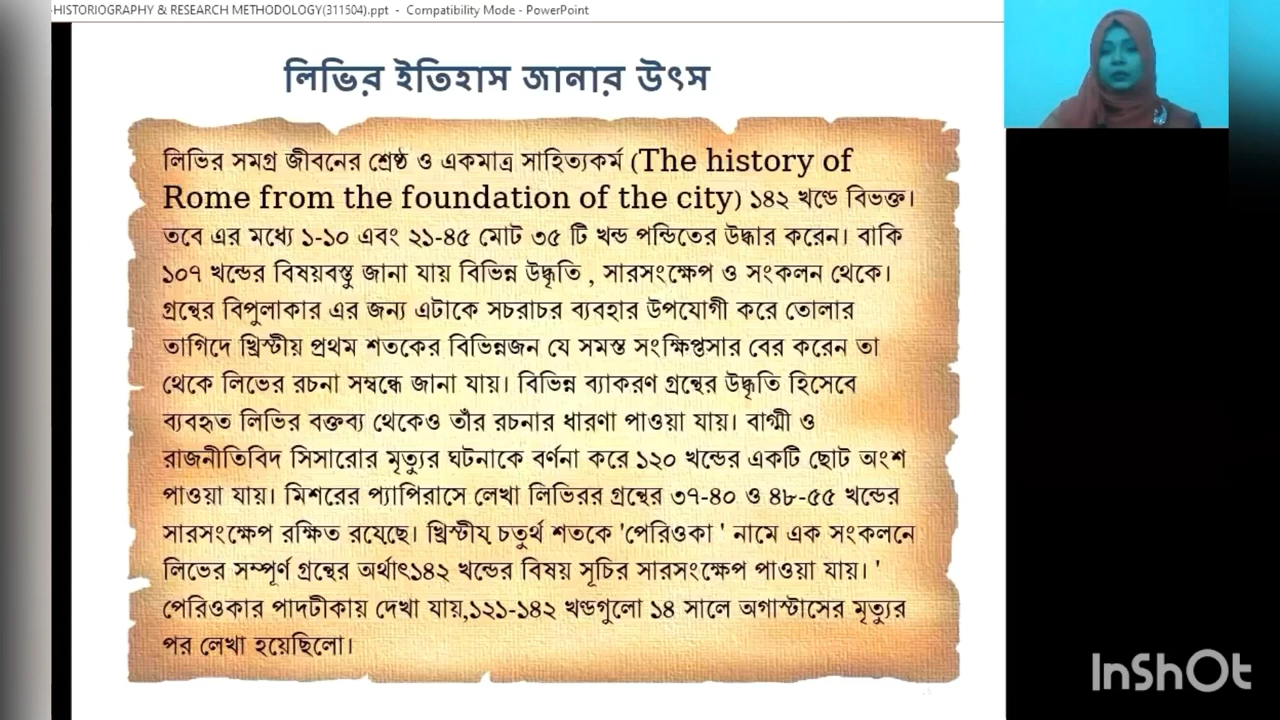 -HISTORIOGRAPHY & RESEARCH METHODOLOGY(311504).ppt - Compatibility Mode - PowerPoint
লিভির ইতিহাস জানার উৎস
লিভির সমগ্র জীবনের শ্রেষ্ঠ ও একমাত্র সাহিত্যকর্ম (The history of
Rome from the foundation of the city) ১৪২ খন্ডে বিভক্ত।
তবে এর মধ্যে ১-১০ এবং ২১-৪৫ মোট ৩৫ টি খন্ড পন্ডিতের উদ্ধার করেন। বাকি
১০৭ খন্ডের বিষয়বস্তু জানা যায় বিভিন্ন উদ্ধৃতি , সারসংক্ষেপ ও সংকলন থেকে।
গ্রন্থের বিপুলাকার এর জন্য এটাকে সচরাচর ব্যবহার উপযোগী করে তোলার
তাগিদে খ্রিস্টীয় প্রথম শতকের বিভিন্নজন যে সমস্ত সংক্ষিপ্তসার বের করেন তা
থেকে লিভের রচনা সম্বন্ধে জানা যায়। বিভিন্ন ব্যাকরণ গ্রন্থের উদ্ধৃতি হিসেবে
ব্যবহৃত লিভির বক্তব্য থেকেও তাঁর রচনার ধারণা পাওয়া যায়। বাগ্মী ও
রাজনীতিবিদ সিসারোর মৃত্যুর ঘটনাকে বর্ণনা করে ১২০ খন্ডের একটি ছোট অংশ
পাওয়া যায়। মিশরের প্যাপিরাসে লেখা লিভিরর গ্রন্থের ৩৭-৪০ ও ৪৮-৫৫ খন্ডের
সারসংক্ষেপ রক্ষিত রয়েছে। খ্রিস্টীয় চতুর্থ শতকে 'পেরিওকা ' নামে এক সংকলনে
লিভের সম্পূর্ণ গ্রন্থের অর্থাৎ১৪২ খন্ডের বিষয় সূচির সারসংক্ষেপ পাওয়া যায়। '
পেরিওকার পাদটীকায় দেখা যায়,১২১-১৪২ খণ্ডগুলো ১৪ সালে অগাস্টাসের মৃত্যুর
পর লেখা হয়েছিলো।
InShOt